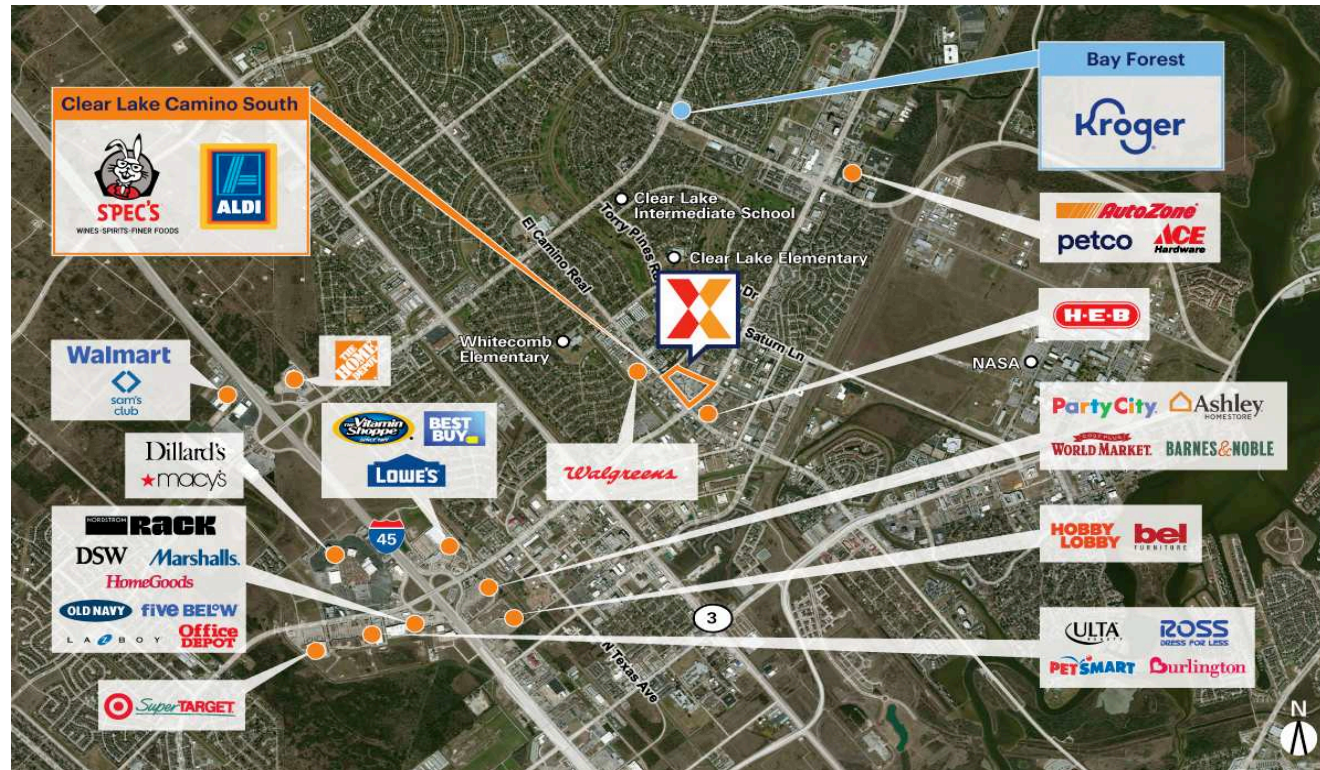 Clear Lake Camino South
SPEC'S
WINES·SPIRITS·FINER FOODS
ALDI
Bay Forest
Kroger
AutoZone
petco
ACE
Hardware
H-E-B
Clear Lake
Intermediate School
Clear Lake Elementary
El Camino Real
Torry Pines R
Dr
Saturn Ln
Whitecomb
Elementary
NASA
Walmart
sam's
club
THE
HOME
DEPOT
Dillard's
macy's
the Vitamin
Shoppe
BEST
BUY
LOWE'S
Walgreens
Party City
Ashley
HOMESTORE
COST PLUS
WORLD MARKET
BARNES&NOBLE
NORDSTROM
RACK
DSW
Marshalls.
HomeGoods
OLD NAVY
FIVE BEL°W
LA Z BOY
Office
DEPOT
45
HOBBY
LOBBY
bel
FURNITURE
3
N Texas Ave
ULTA
BEAUTY
ROSS
DRESS FOR LESS
PETSMART
Burlington
SuperTARGET
N